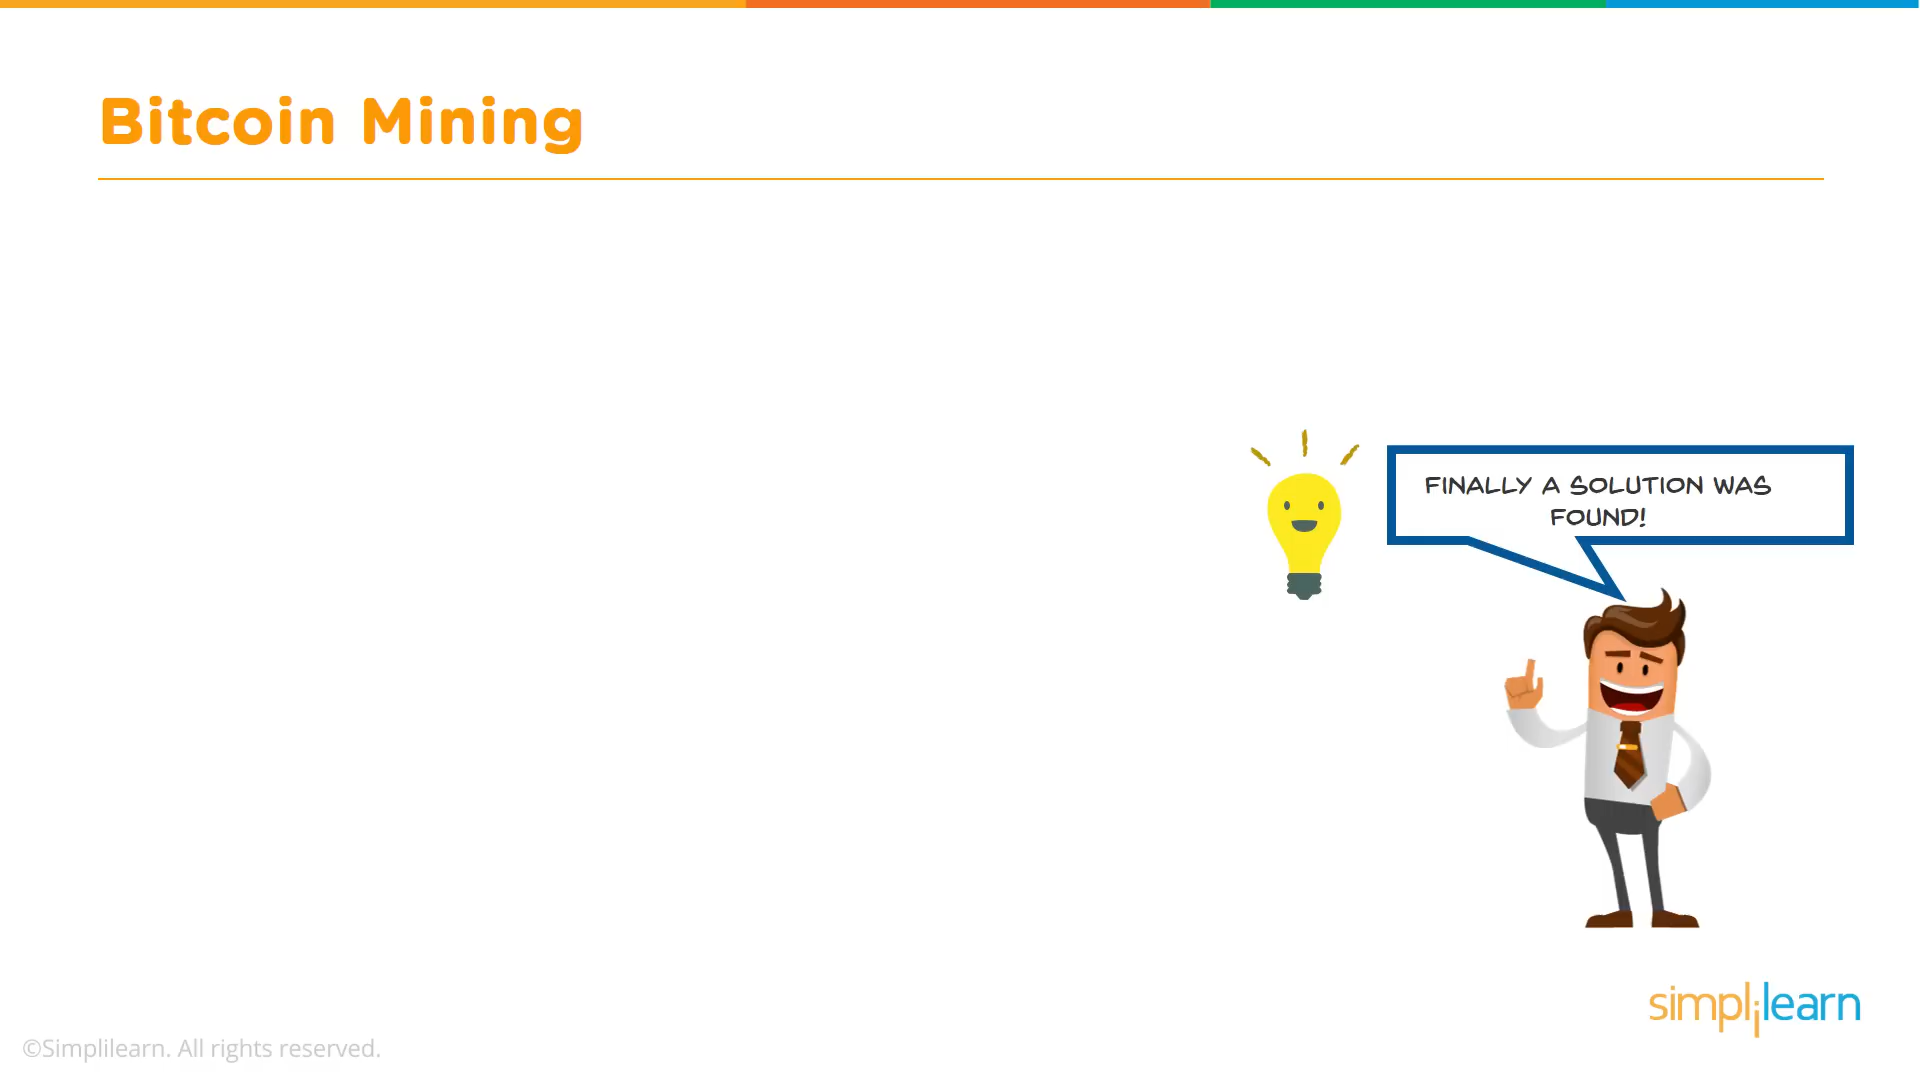 Bitcoin Mining
FINALLY A SOLUTION WAS
FOUND!
simplilearn
©Simplilearn. All rights reserved.